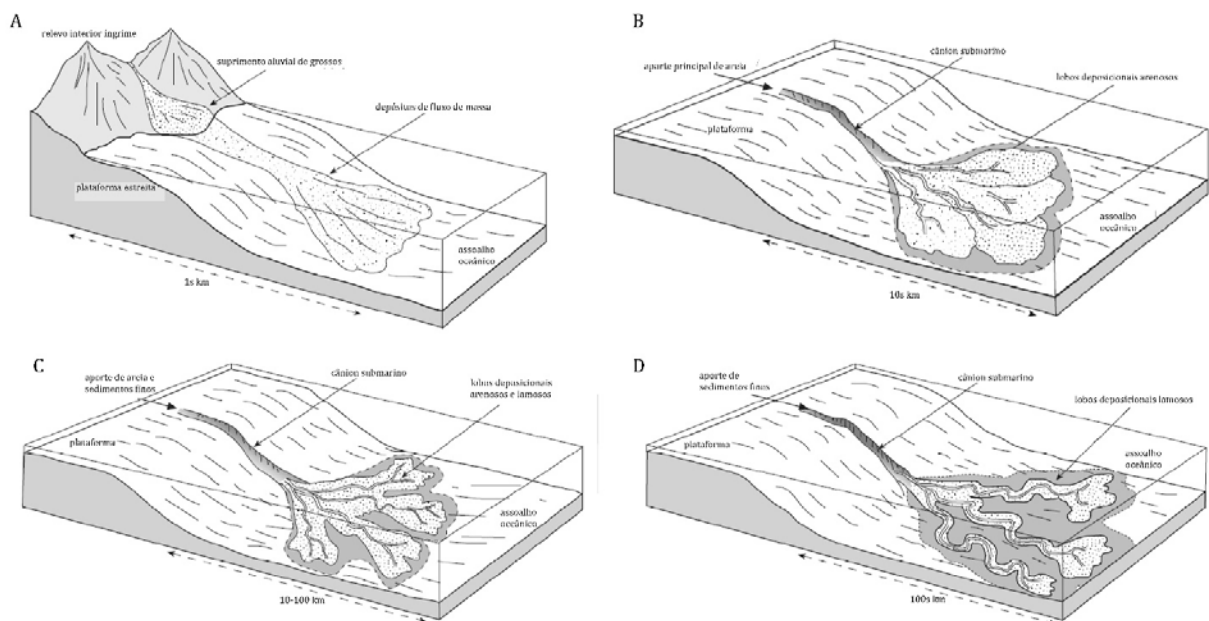 A
relevo interior ingrime
suprimento aluvial de grossos
depósitos de fluxo de massa
plataforma estreita
assoalho
oceânico
1s km
B
cânion submarino
aporte principal de areia
lobos deposicionais arenosos
plataforma
assoalho
oceânico
10s km
C
aporte de areia e
sedimentos finos
cânion submarino
lobos deposicionais
arenosos e lamosos
plataforma
assoalho
oceânico
10-100 km
D
aporte de
sedimentos finos
cânion submarino
lobos deposicionais lamosos
plataforma
assoalho
oceânico
100s km